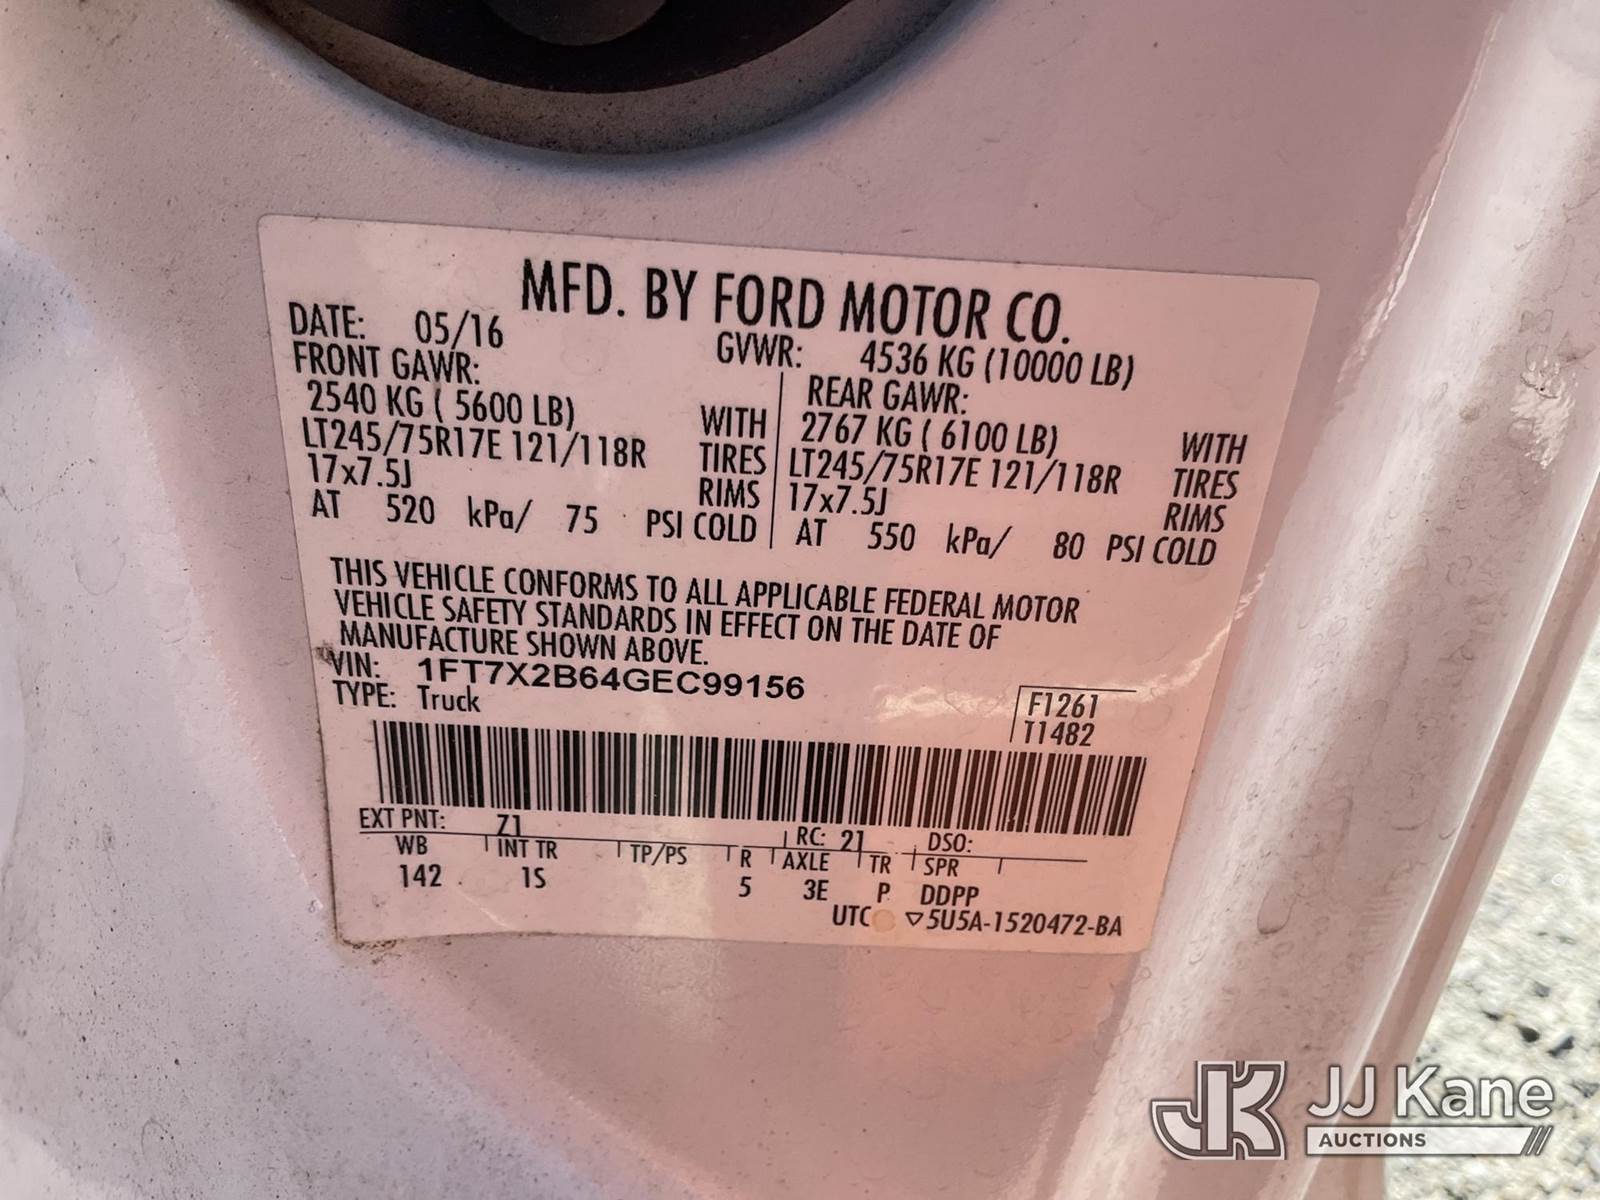 MFD. BY FORD MOTOR CO.
DATE: 05/16 GVWR: 4536 KG (10000 LB)
FRONT GAWR: REAR GAWR:
2540 KG ( 5600 LB) WITH 2767 KG ( 6100 LB) WITH
LT245/75R17E 121/118R TIRES LT245/75R17E 121/118R TIRES
17x7.5J RIMS 17x7.5J RIMS
AT 520 kPa/ 75 PSI COLD AT 550 kPa/ 80 PSI COLD
THIS VEHICLE CONFORMS TO ALL APPLICABLE FEDERAL MOTOR
VEHICLE SAFETY STANDARDS IN EFFECT ON THE DATE OF
MANUFACTURE SHOWN ABOVE.
VIN: 1FT7X2B64GEC99156
TYPE: Truck
F1261
T1482
EXT PNT: Z1 RC: 21 DSO:
WB INT TR TP/PS R AXLE TR SPR
142 1S 5 3E P DDPP
UTC ▽5U5A-1520472-BA
JK JJ Kane
AUCTIONS